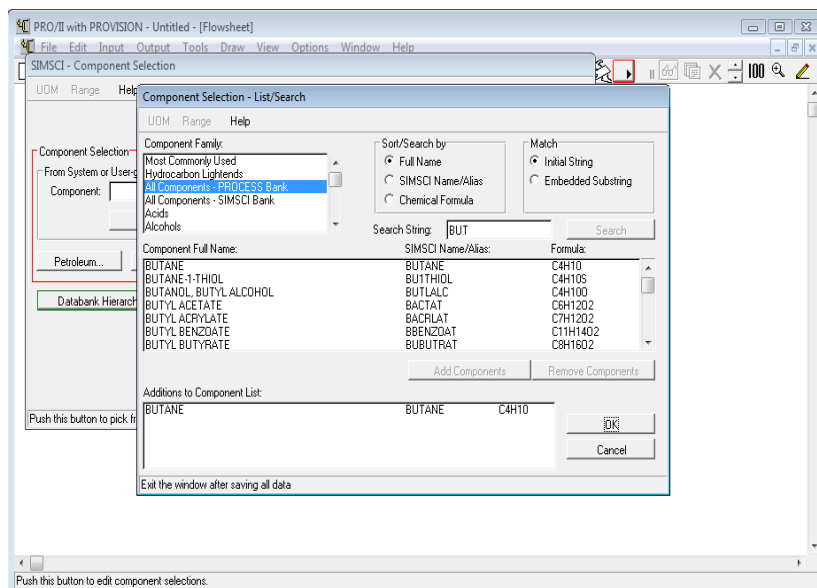 PRO/II with PROVISION - Untitled - [Flowsheet]
File Edit Input Output Tools Draw View Options Window Help
SIMSCI - Component Selection
100
UOM Range Help
Component Selection - List/Search
UOM Range Help
Component Selection
From System or User-g
Component:
Petroleum...
Databank Hierarch
Push this button to pick fr
Component Family:
Most Commonly Used
Hydrocarbon Lightends
All Components - PROCESS Bank
All Components - SIMSCI Bank
Acids
Alcohols
Sort/Search by
Full Name
SIMSCI Name/Alias
Chemical Formula
Match
Initial String
Embedded Substring
Search String: BUT Search
Component Full Name: SIMSCI Name/Alias: Formula:
BUTANE BUTANE C4H10
BUTANE-1-THIOL BU1THIOL C4H10S
BUTANOL, BUTYL ALCOHOL BUTLALC C4H10O
BUTYL ACETATE BACTAT C6H12O2
BUTYL ACRYLATE BACRLAT C7H12O2
BUTYL BENZOATE BBENZOAT C11H14O2
BUTYL BUTYRATE BUBUTRAT C8H16O2
Add Components Remove Components
Additions to Component List:
BUTANE BUTANE C4H10
OK
Cancel
Exit the window after saving all data
Push this button to edit component selections.